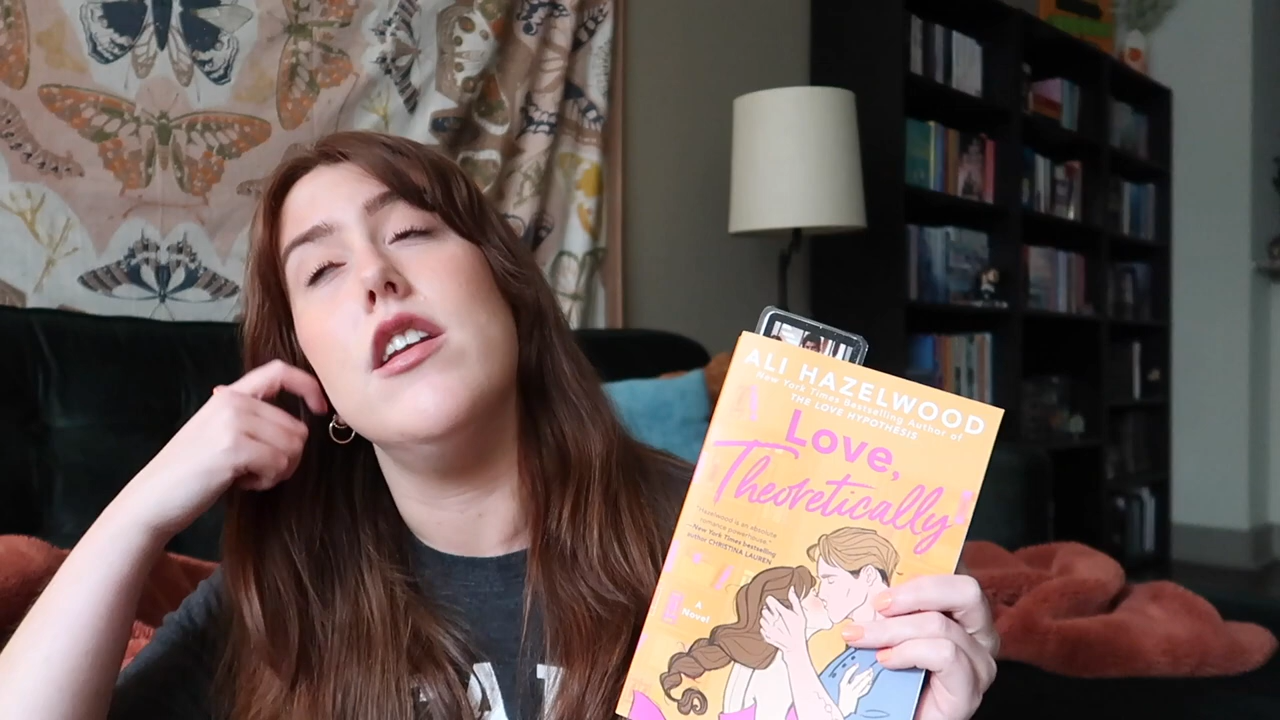 ALI HAZELWOOD
New York Times Bestselling Author of
THE LOVE HYPOTHESIS
Love,
Theoretically
"Hazelwood is an absolute
romance powerhouse."
—New York Times bestselling
author CHRISTINA LAUREN
A
Novel